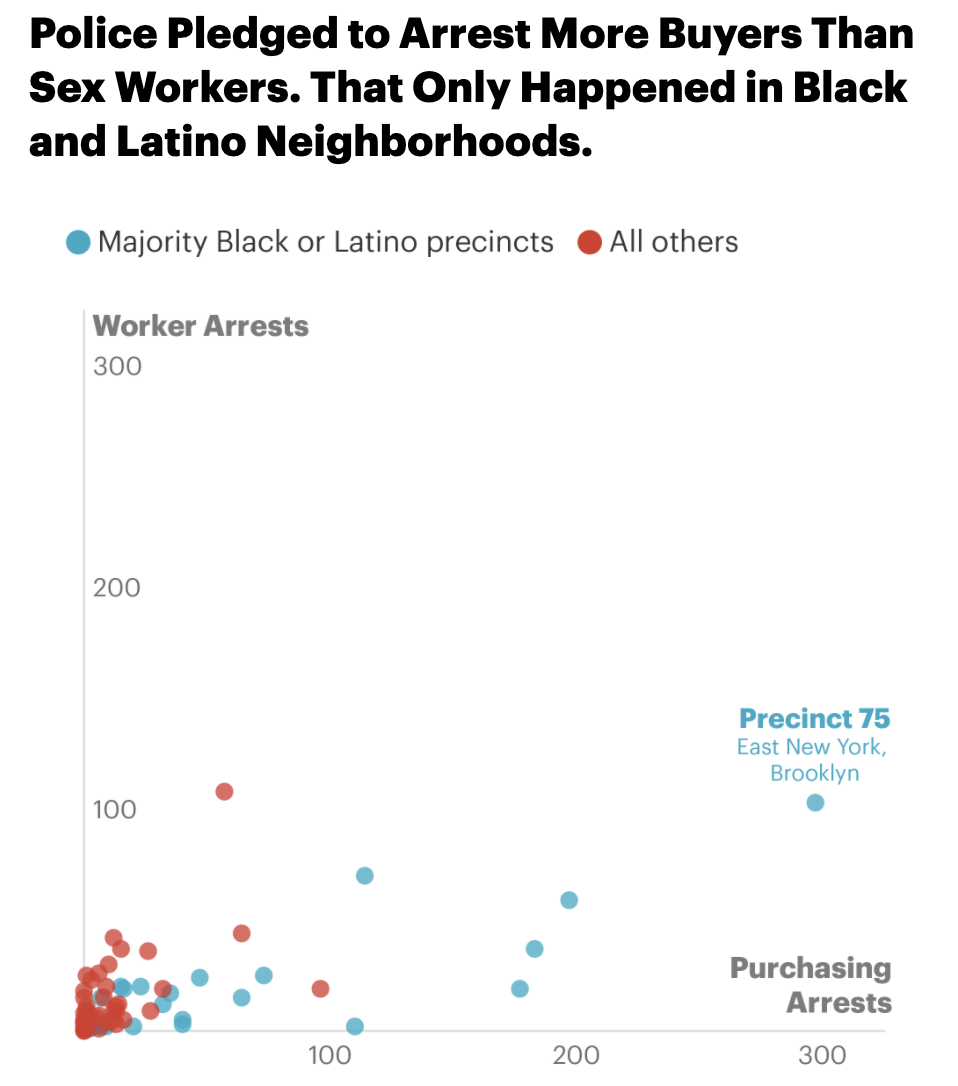 Police Pledged to Arrest More Buyers Than
Sex Workers. That Only Happened in Black
and Latino Neighborhoods.
Majority Black or Latino precincts
All others
Worker Arrests
300
200
Precinct 75
East New York,
Brooklyn
100
Purchasing
Arrests
100
200
300